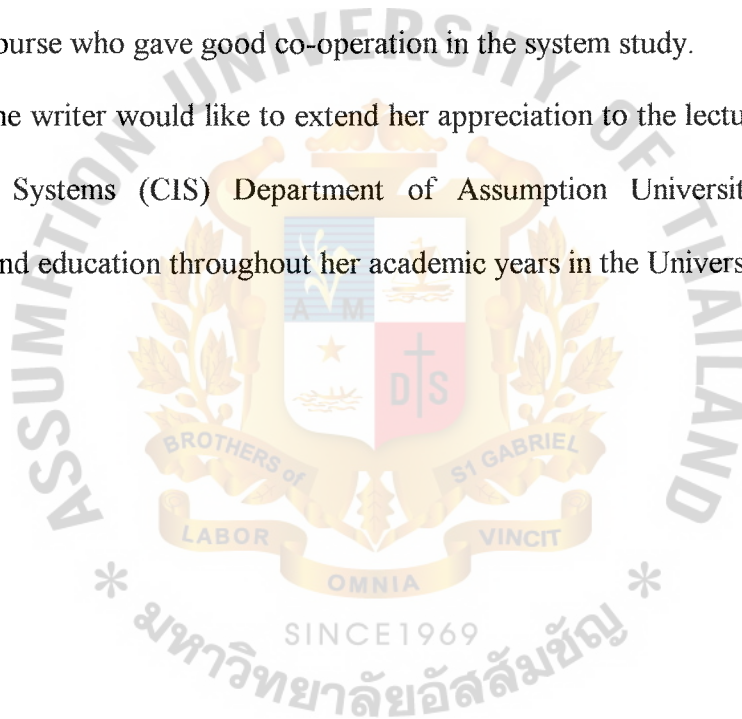 ourse who gave good co-operation in the system study.
ne writer would like to extend her appreciation to the lectu
Systems (CIS) Department of Assumption Universit
nd education throughout her academic years in the Univers
ASSUMPTION UNIVERSITY OF THAILAND
A M
D S
BROTHERS of ST GABRIEL
LABOR VINCIT
OMNIA
* *
SINCE1969
มหาวิทยาลัยอัสสัมชัญ